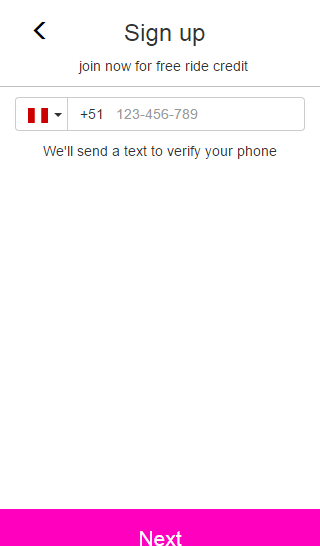 Sign up
join now for free ride credit
+51 123-456-789
We'll send a text to verify your phone
Next